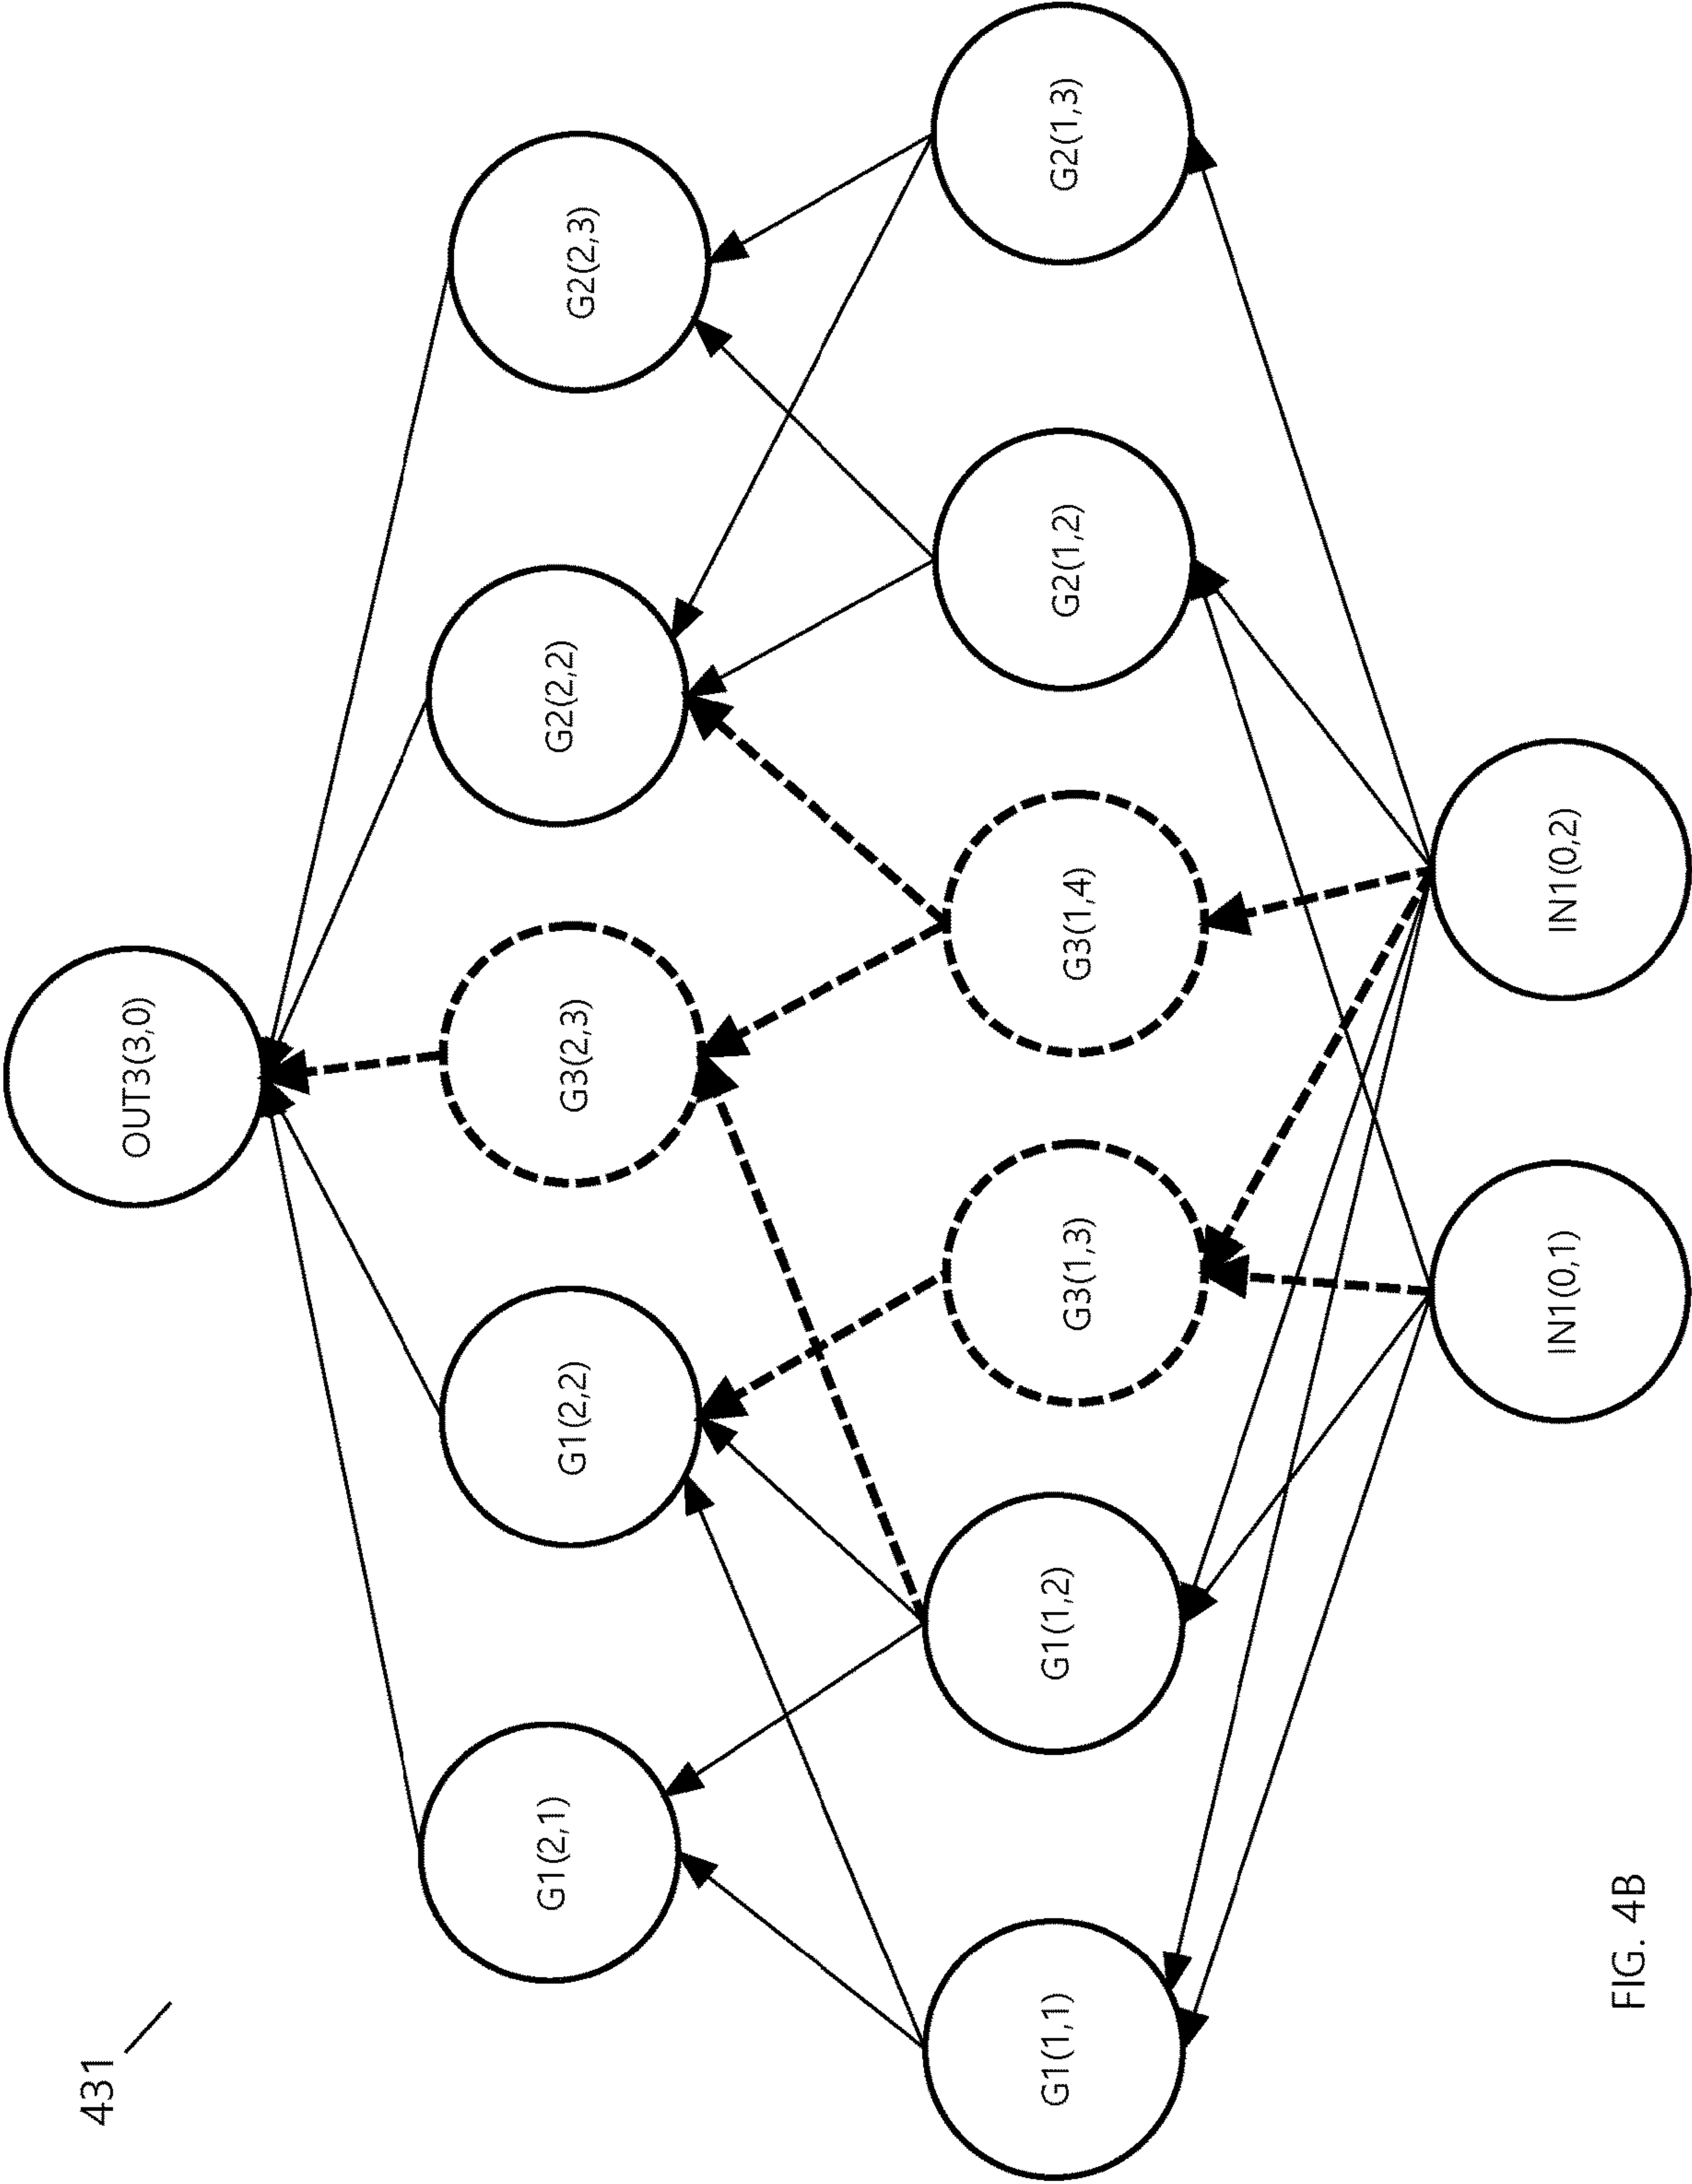 431
OUT3(3,0)
G1(2,1)
G1(2,2)
G3(2,3)
G2(2,2)
G2(2,3)
G1(1,1)
G1(1,2)
G3(1,3)
G3(1,4)
G2(1,2)
G2(1,3)
IN1(0,1)
IN1(0,2)
FIG. 4B